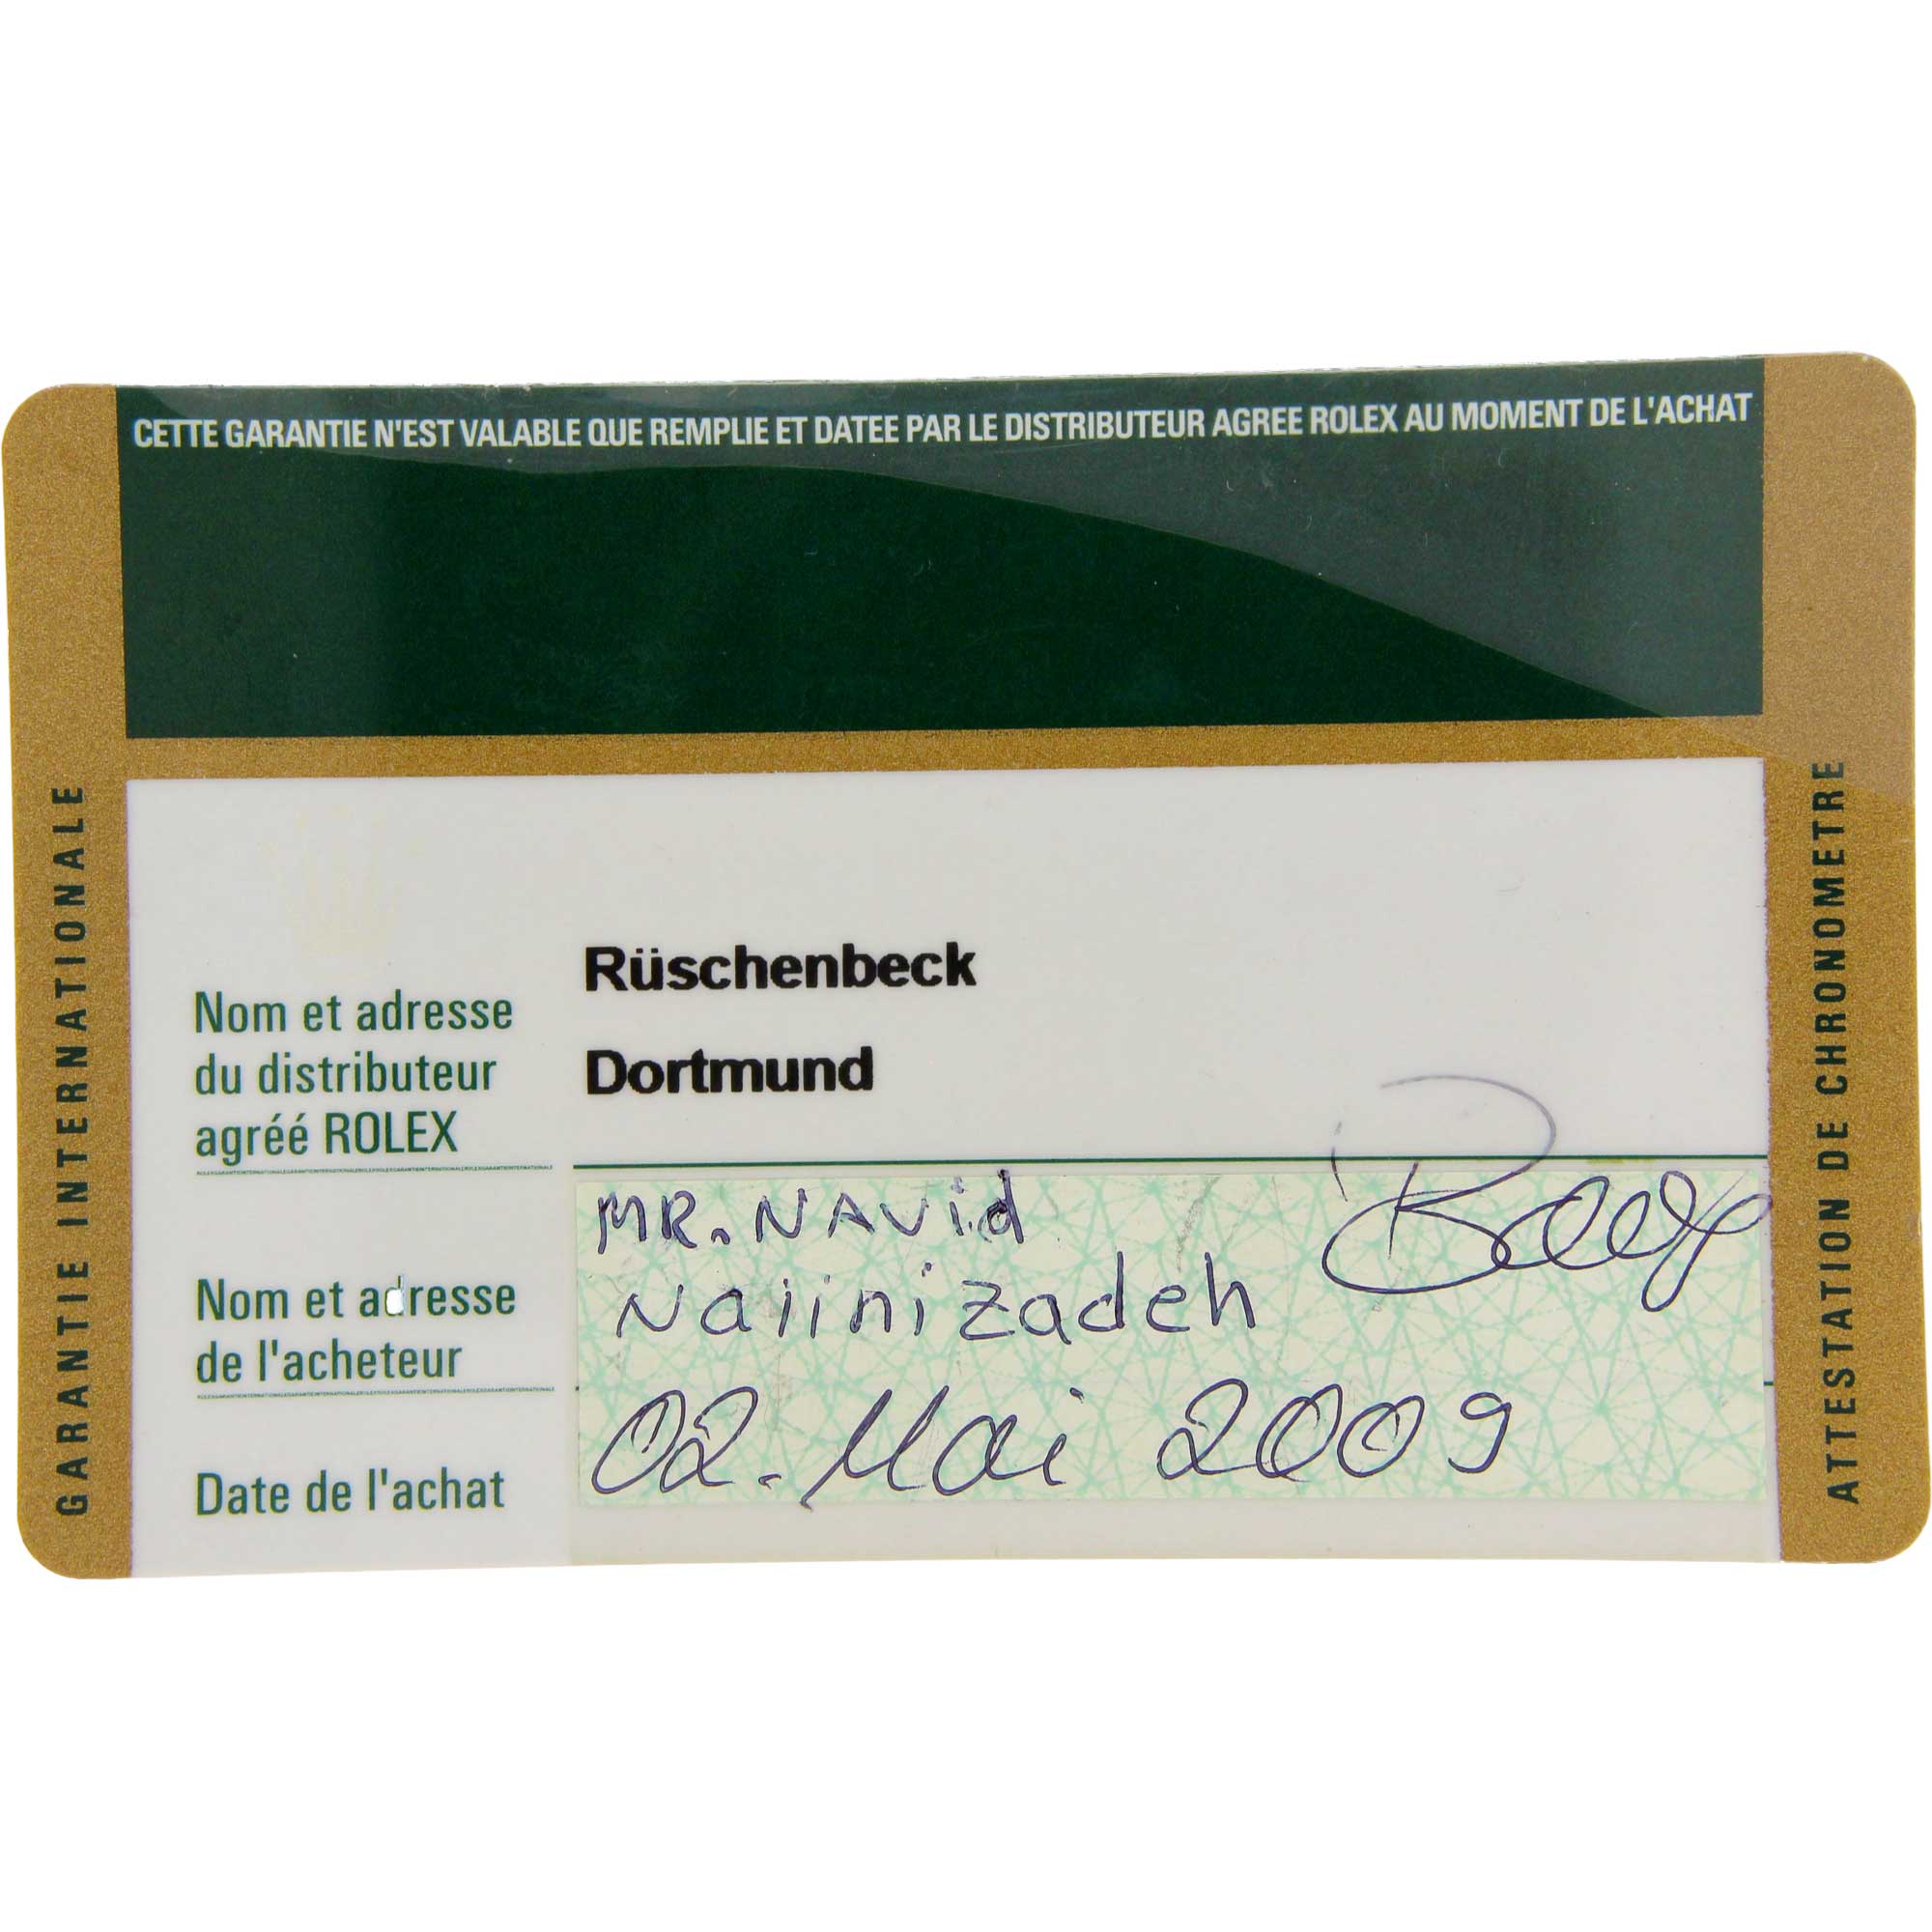 CETTE GARANTIE N'EST VALABLE QUE REMPLIE ET DATEE PAR LE DISTRIBUTEUR AGREE ROLEX AU MOMENT DE L'ACHAT
GARANTIE INTERNATIONALE
Nom et adresse
du distributeur
agréé ROLEX
Rüschenbeck
Dortmund
Nom et adresse
de l'acheteur
MR. NAVid
Naiinizadeh
Date de l'achat
02. Mai 2009
ATTESTATION DE CHRONOMETRE